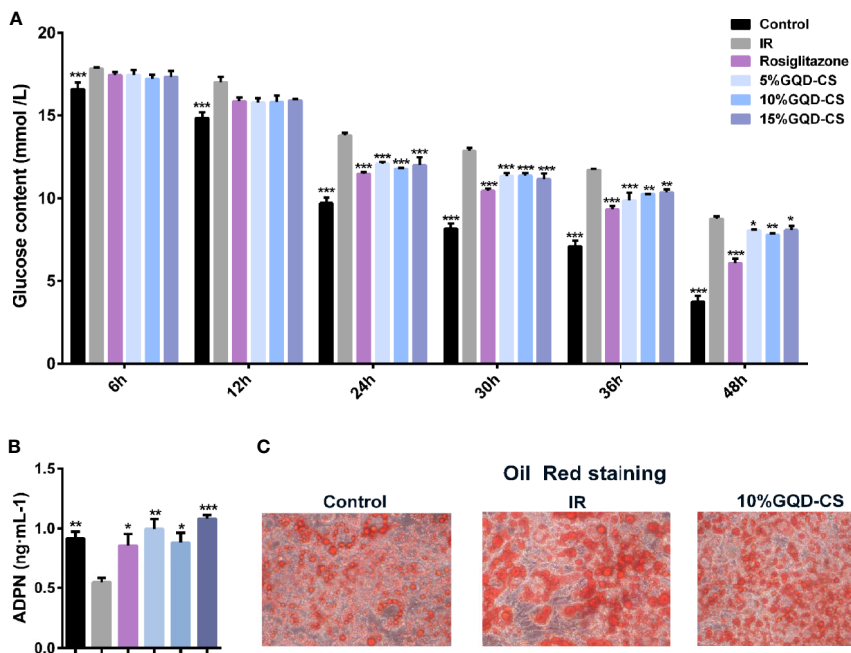 A
Glucose content (mmol /L)
20
15
10
5
0
Control
IR
Rosiglitazone
5%GQD-CS
10%GQD-CS
15%GQD-CS
***
***
*** *** *** *** ***
*** *** *** *** ***
*** *** *** ** **
*** *** * ** *
6h 12h 24h 30h 36h 48h
B
ADPN (ng·mL-1)
1.5
1.0
0.5
0.0
** * ** * ***
C
Oil Red staining
Control IR 10%GQD-CS